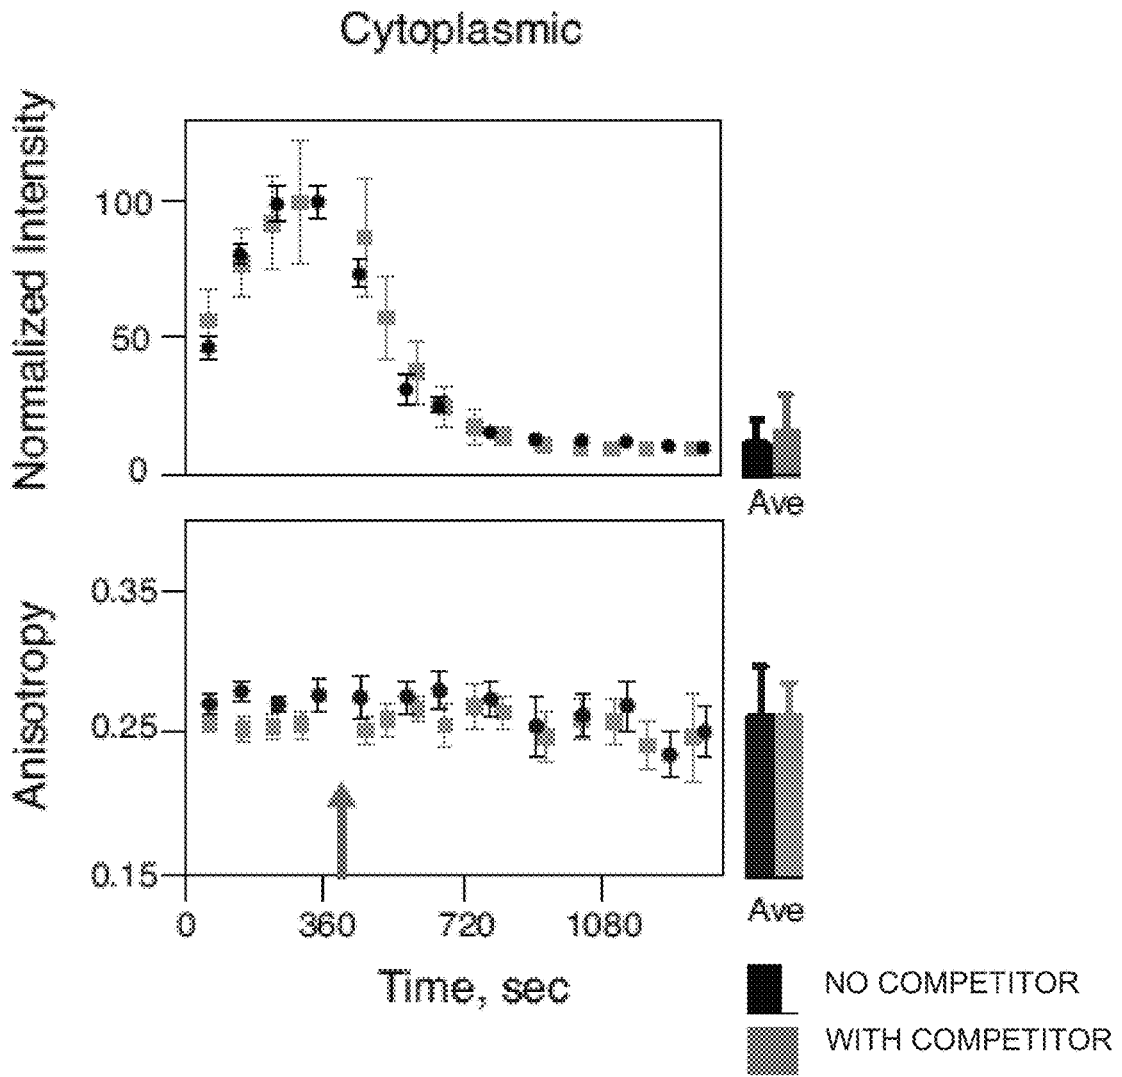 Cytoplasmic
Normalized Intensity
100
50
0
Ave
Anisotropy
0.35
0.25
0.15
0 360 720 1080
Ave
Time, sec
NO COMPETITOR
WITH COMPETITOR